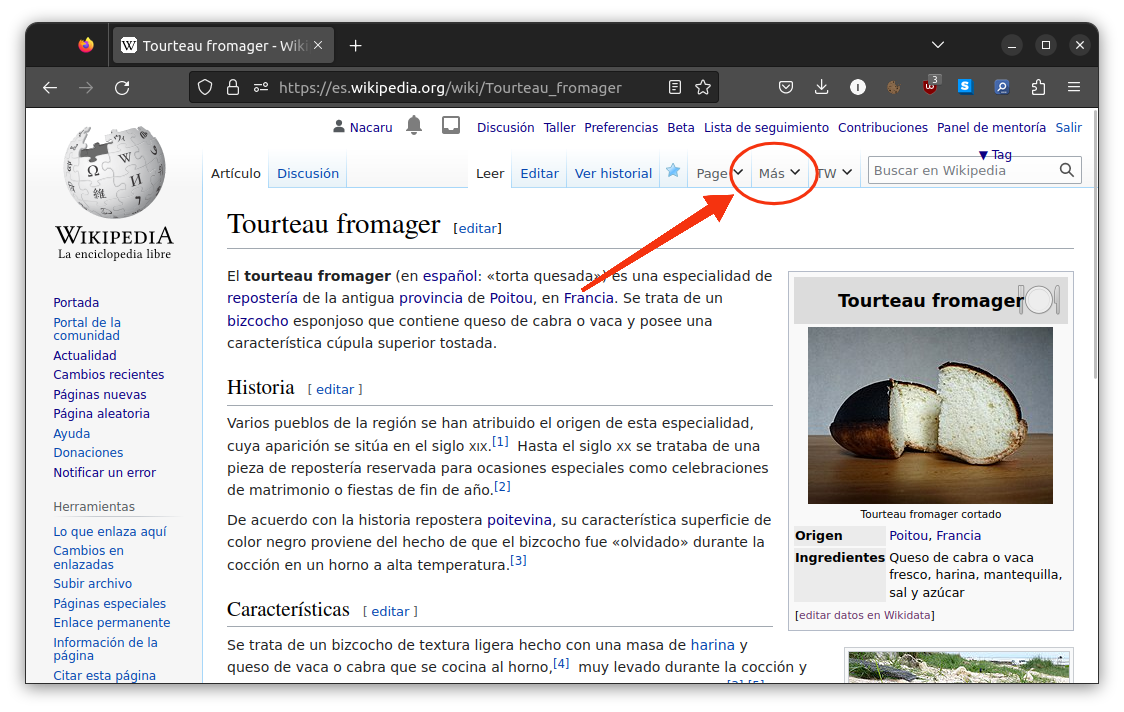 Tourteau fromager - Wiki
https://es.wikipedia.org/wiki/Tourteau_fromager
3
Nacaru
Discusión Taller Preferencias Beta Lista de seguimiento Contribuciones Panel de mentoría Salir
▼ Tag
Artículo Discusión
Leer Editar Ver historial Page Más TW
Buscar en Wikipedia
WIKIPEDIA
La enciclopedia libre
Portada
Portal de la
comunidad
Actualidad
Cambios recientes
Páginas nuevas
Página aleatoria
Ayuda
Donaciones
Notificar un error
Herramientas
Lo que enlaza aquí
Cambios en
enlazadas
Subir archivo
Páginas especiales
Enlace permanente
Información de la
página
Citar esta página
Tourteau fromager [editar]
El tourteau fromager (en español: «torta quesada») es una especialidad de
repostería de la antigua provincia de Poitou, en Francia. Se trata de un
bizcocho esponjoso que contiene queso de cabra o vaca y posee una
característica cúpula superior tostada.
Historia [ editar ]
Varios pueblos de la región se han atribuido el origen de esta especialidad,
cuya aparición se sitúa en el siglo XIX.[1] Hasta el siglo XX se trataba de una
pieza de repostería reservada para ocasiones especiales como celebraciones
de matrimonio o fiestas de fin de año.[2]
De acuerdo con la historia repostera poitevina, su característica superficie de
color negro proviene del hecho de que el bizcocho fue «olvidado» durante la
cocción en un horno a alta temperatura.[3]
Características [ editar ]
Se trata de un bizcocho de textura ligera hecho con una masa de harina y
queso de vaca o cabra que se cocina al horno,[4] muy levado durante la cocción y
Tourteau fromager
Tourteau fromager cortado
Origen Poitou, Francia
Ingredientes Queso de cabra o vaca
fresco, harina, mantequilla,
sal y azúcar
[editar datos en Wikidata]